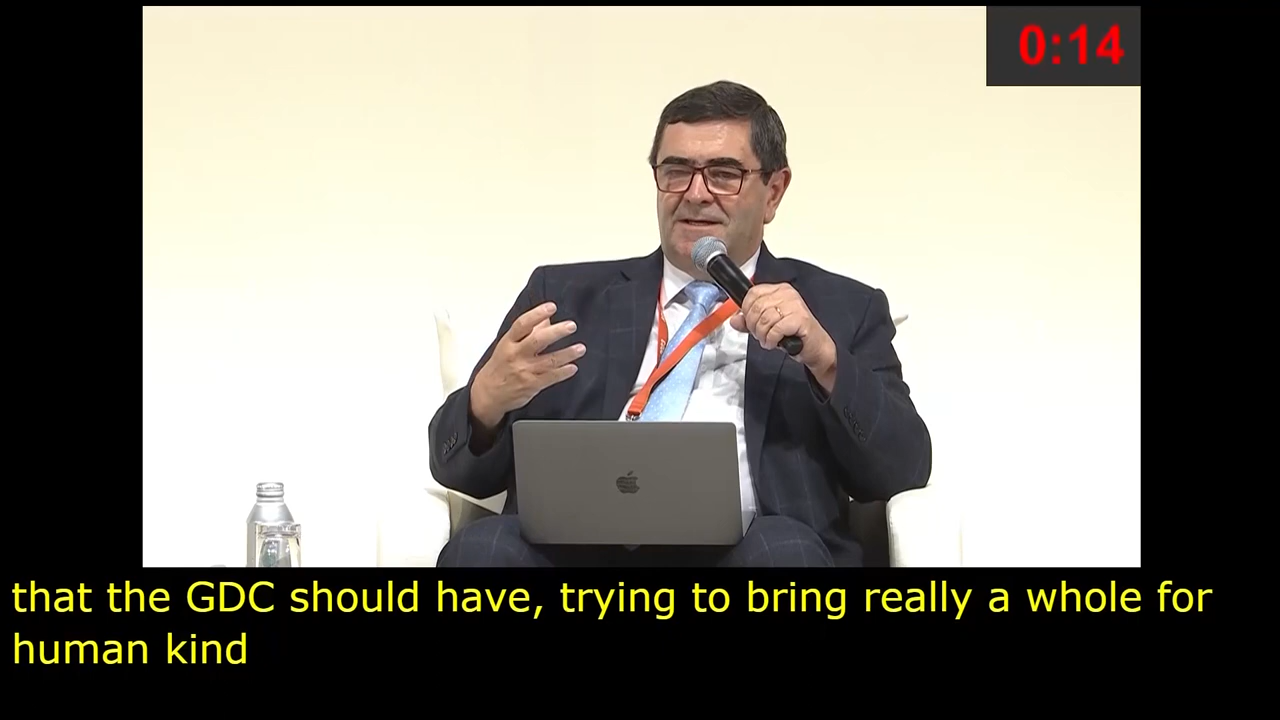 0:14
that the GDC should have, trying to bring really a whole for
human kind